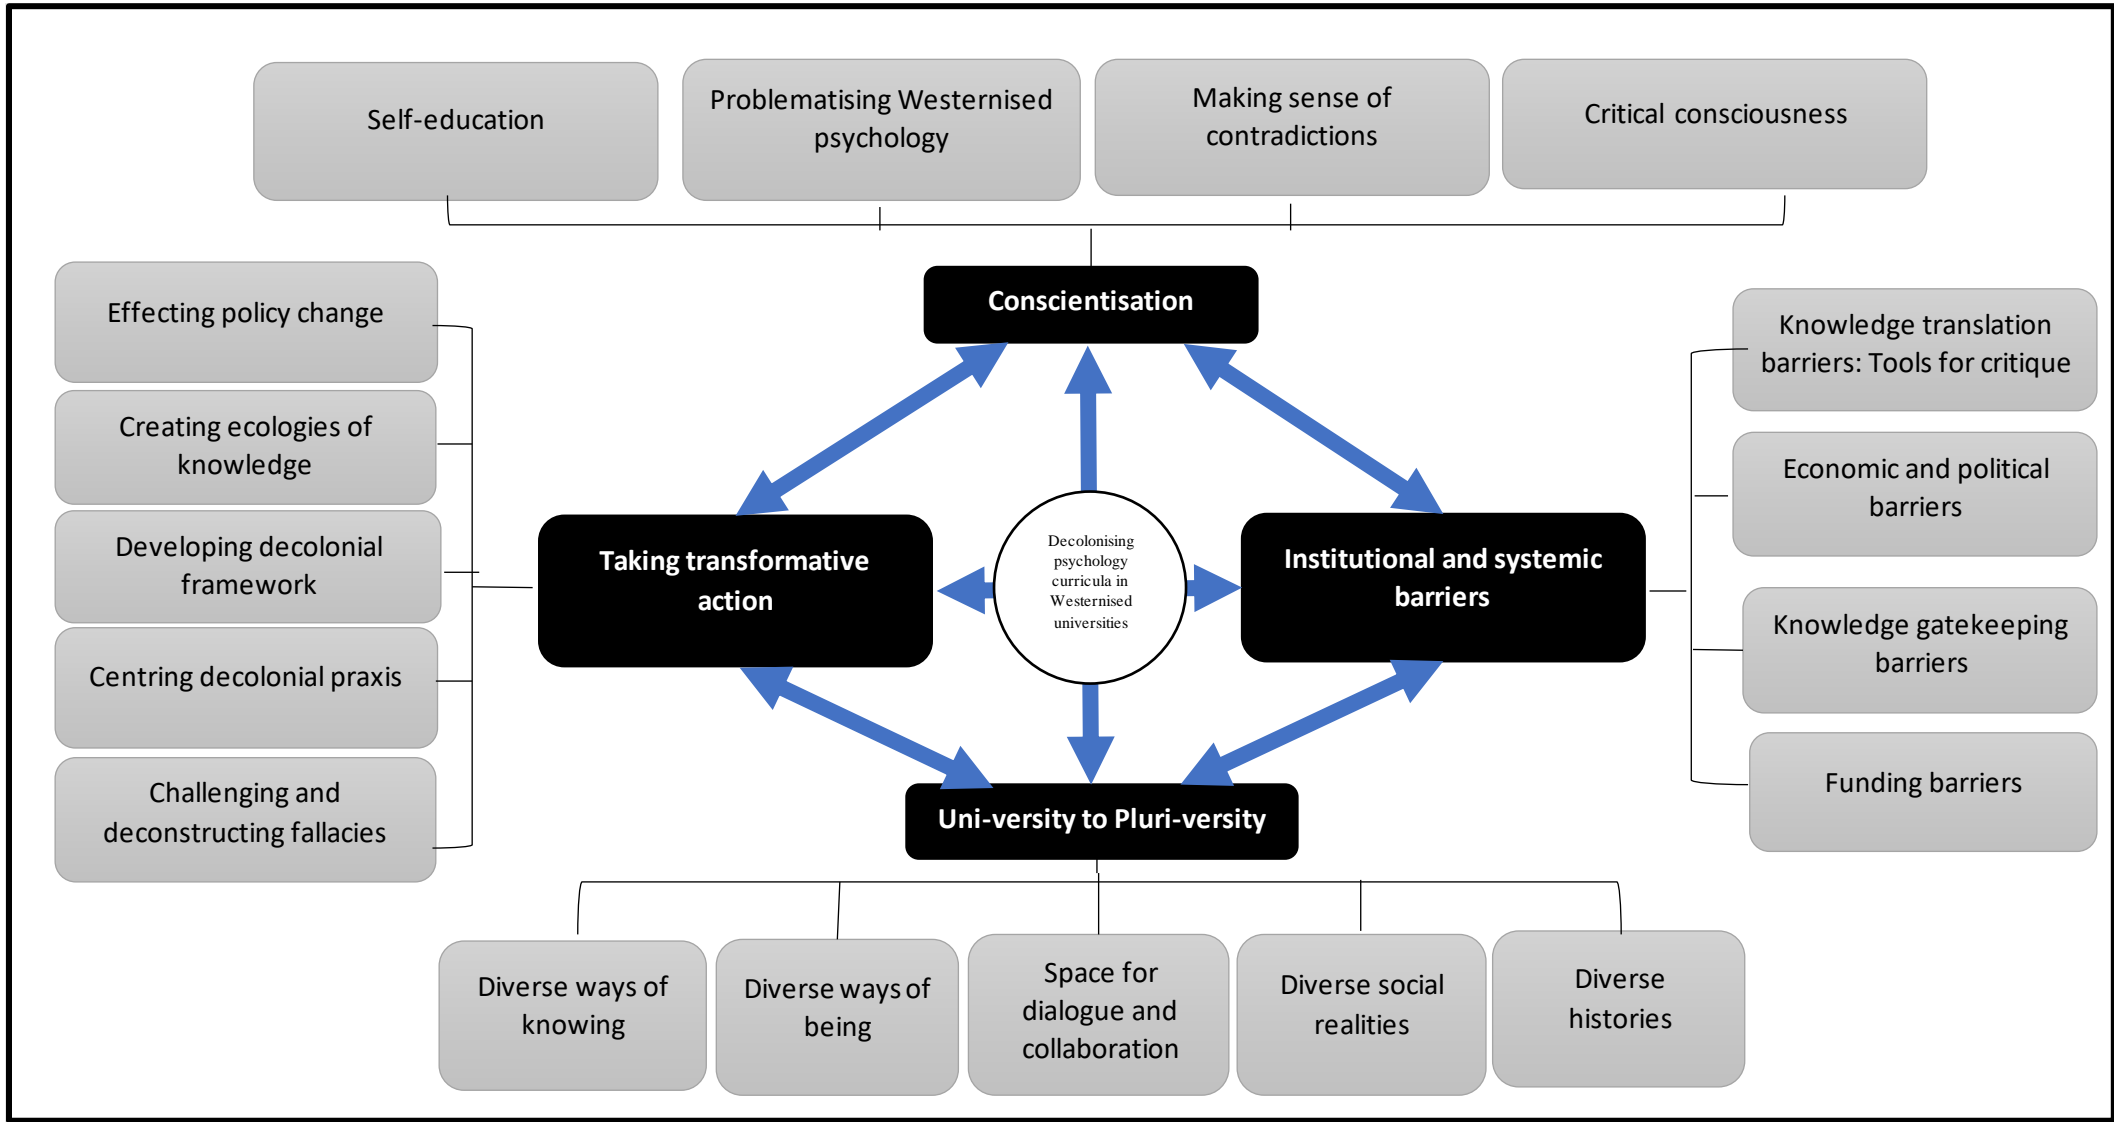 Self-education
Problematising Westernised
psychology
Making sense of
contradictions
Critical consciousness
Conscientisation
Effecting policy change
Creating ecologies of
knowledge
Developing decolonial
framework
Centring decolonial praxis
Challenging and
deconstructing fallacies
Taking transformative
action
Decolonising
psychology
curricula in
Westernised
universities
Institutional and systemic
barriers
Knowledge translation
barriers: Tools for critique
Economic and political
barriers
Knowledge gatekeeping
barriers
Funding barriers
Uni-versity to Pluri-versity
Diverse ways of
knowing
Diverse ways of
being
Space for
dialogue and
collaboration
Diverse social
realities
Diverse
histories